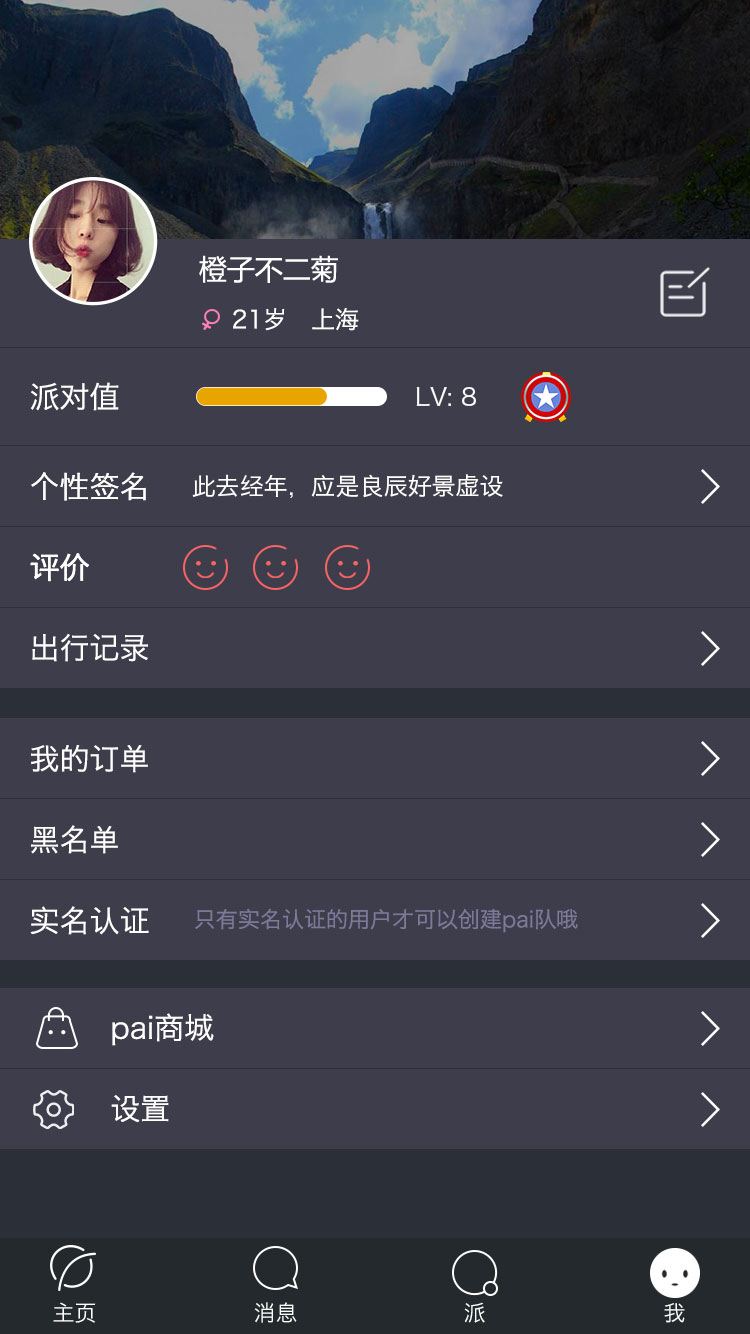 橙子不二菊
21岁 上海
派对值 LV: 8
个性签名 此去经年，应是良辰好景虚设
评价
出行记录
我的订单
黑名单
实名认证 只有实名认证的用户才可以创建pai队哦
pai商城
设置
主页 消息 派 我